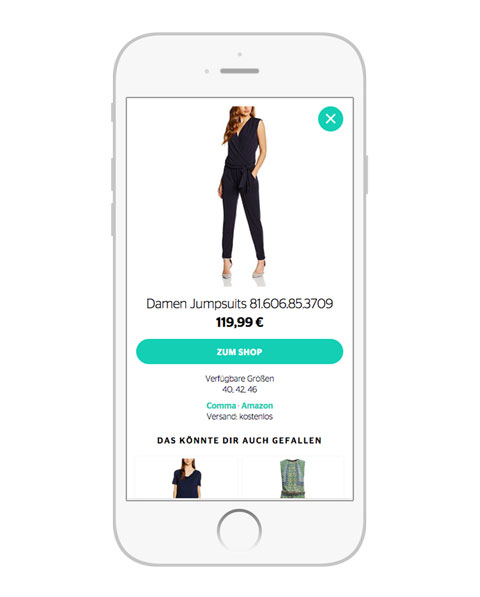 Damen Jumpsuits 81.606.85.3709
119,99 €
ZUM SHOP
Verfügbare Größen
40, 42, 46
Comma · Amazon
Versand: kostenlos
DAS KÖNNTE DIR AUCH GEFALLEN